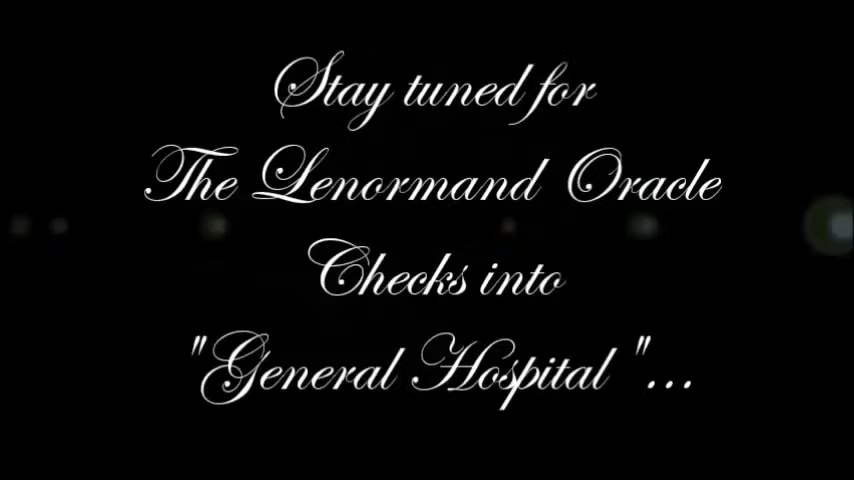 Stay tuned for
The Lenormand Oracle
Checks into
"General Hospital "...